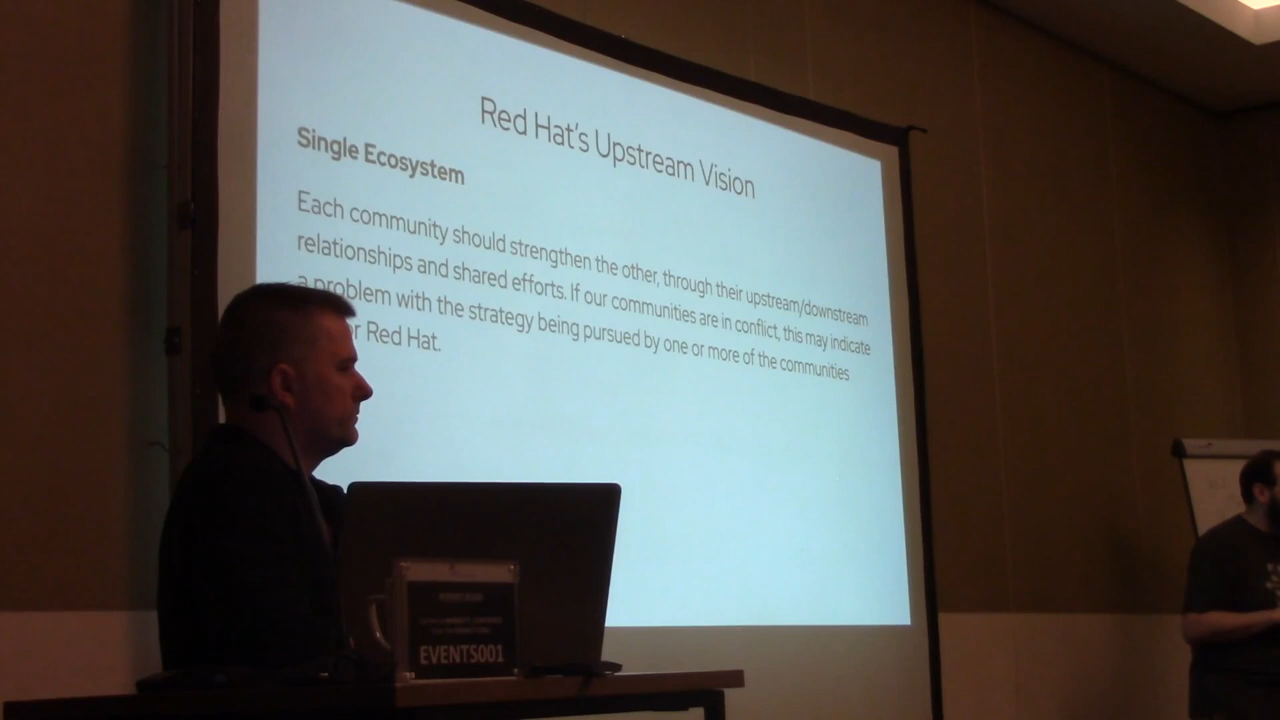 Red Hat's Upstream Vision
Single Ecosystem
Each community should strengthen the other, through their upstream/downstream
relationships and shared efforts. If our communities are in conflict, this may indicate
a problem with the strategy being pursued by one or more of the communities
or Red Hat.
EVENTS001